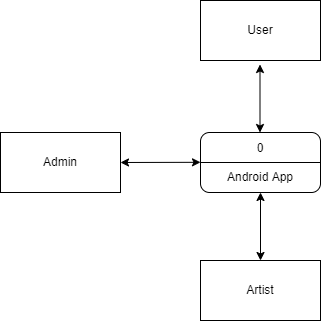 User
0
Admin
Android App
Artist